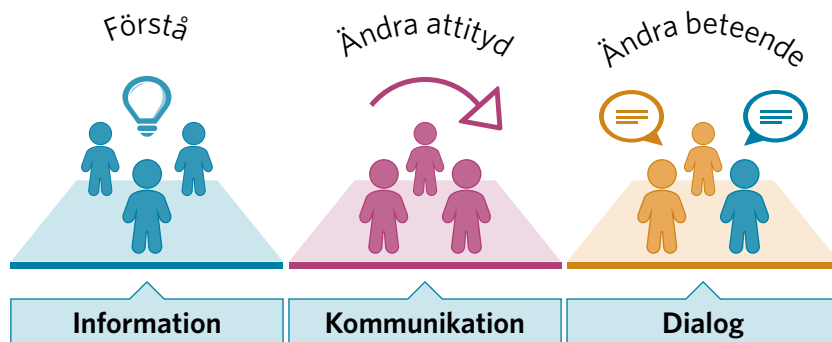 Förstå
Ändra attityd
Ändra beteende
Information
Kommunikation
Dialog